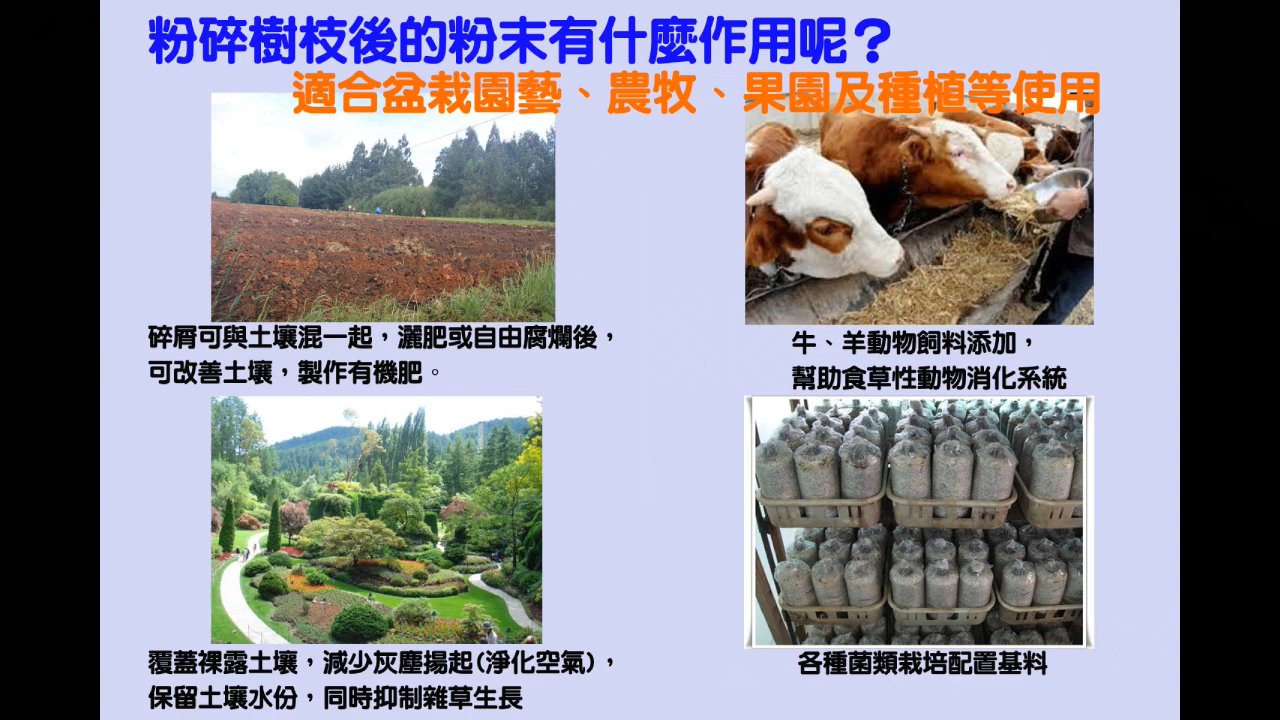 粉碎樹枝後的粉末有什麼作用呢？
適合盆栽園藝、農牧、果園及種植等使用
碎屑可與土壤混一起，灑肥或自由腐爛後，
可改善土壤，製作有機肥。
牛、羊動物飼料添加，
幫助食草性動物消化系統
覆蓋裸露土壤，減少灰塵揚起(淨化空氣)，
保留土壤水份，同時抑制雜草生長
各種菌類栽培配置基料